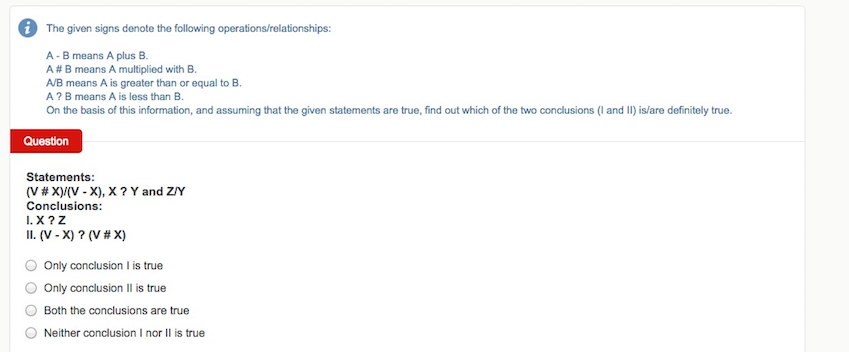 i
The given signs denote the following operations/relationships:
A - B means A plus B.
A # B means A multiplied with B.
A/B means A is greater than or equal to B.
A ? B means A is less than B.
On the basis of this information, and assuming that the given statements are true, find out which of the two conclusions (I and II) is/are definitely true.
Question
Statements:
(V # X)/(V - X), X ? Y and Z/Y
Conclusions:
I. X ? Z
II. (V - X) ? (V # X)
Only conclusion I is true
Only conclusion II is true
Both the conclusions are true
Neither conclusion I nor II is true